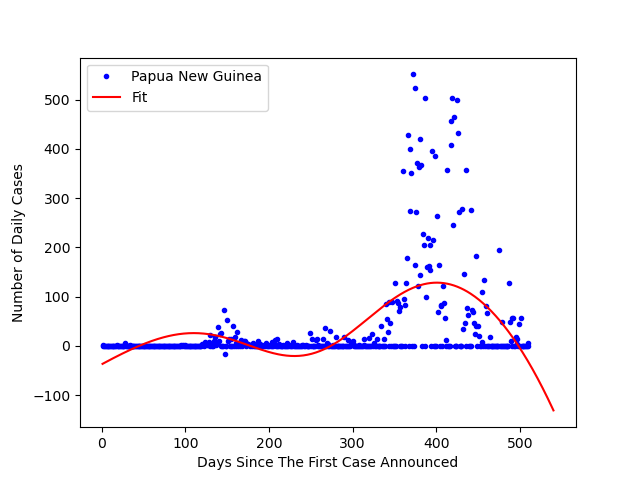 Papua New Guinea
Fit
500
400
300
200
100
0
−100
Number of Daily Cases
0 100 200 300 400 500
Days Since The First Case Announced